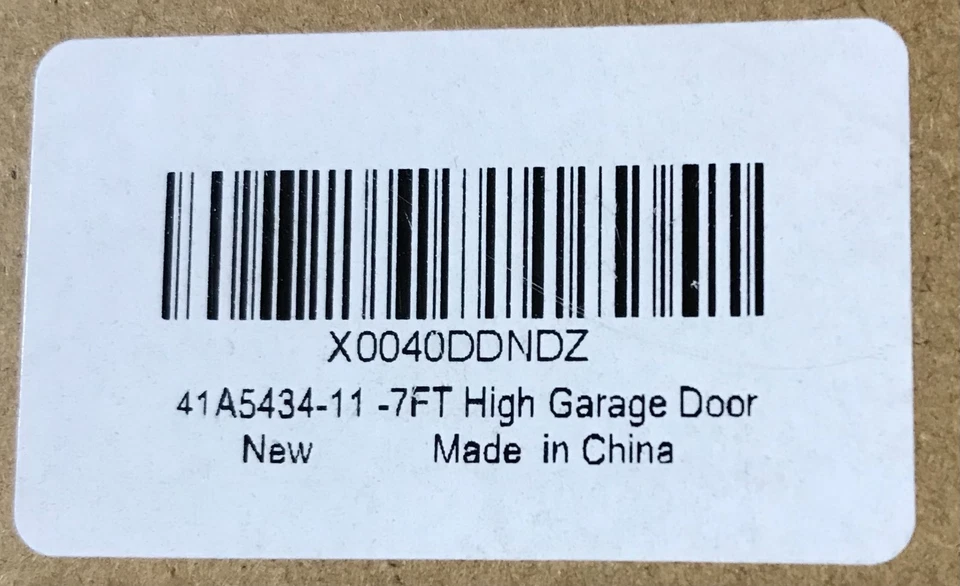 X0040DDNDZ
41A5434-11 -7FT High Garage Door
New Made in China